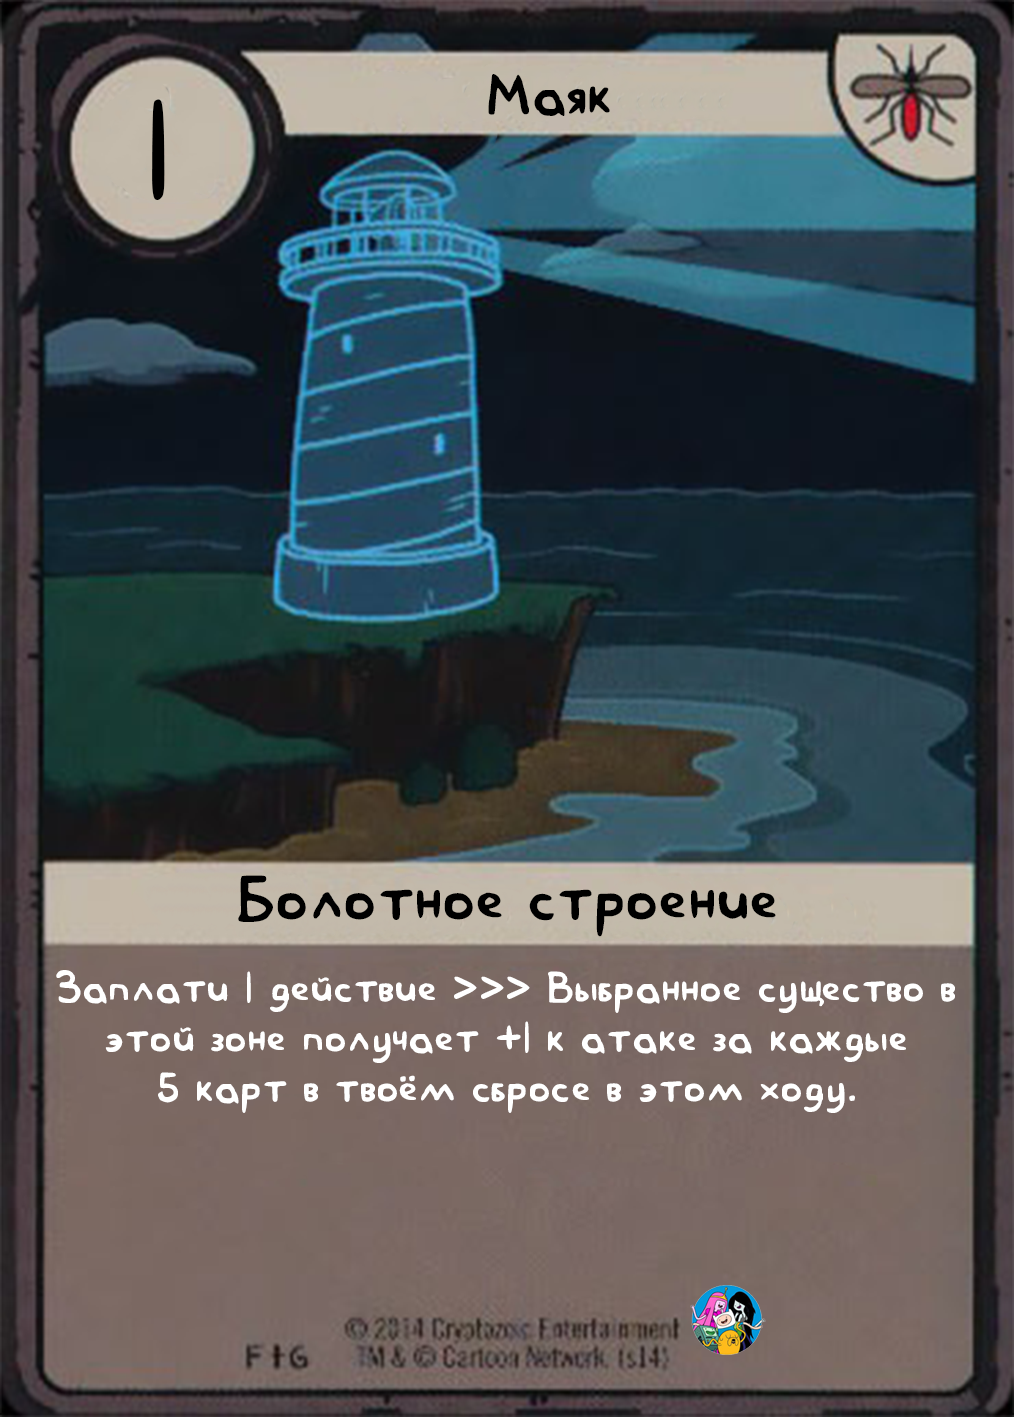 1
Маяк
Болотное строение
Заплати 1 действие >>> Выбранное существо в
этой зоне получает +1 к атаке за каждые
5 карт в твоём сбросе в этом ходу.
© 2014 Cryptozoic Entertainment
F+G TM & © Cartoon Network. (s14)